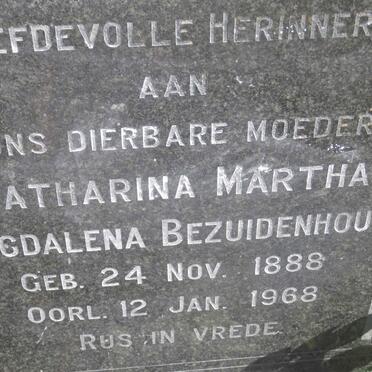 EFDEVOLLE HERINNER
AAN
ONS DIERBARE MOEDER
ATHARINA MARTHA
GDALENA BEZUIDENHOU
GEB. 24 NOV. 1888
OORL. 12 JAN. 1968
RUS IN VREDE.